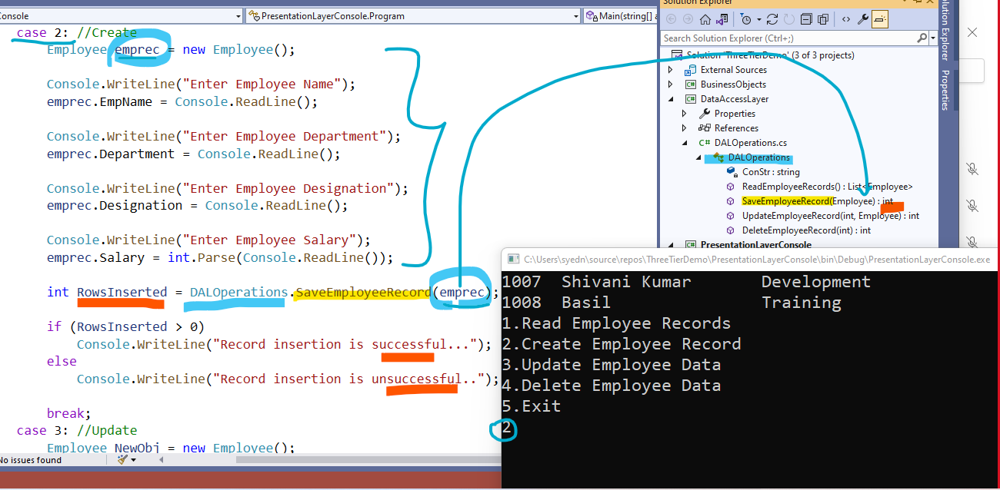 onsole
PresentationLayerConsole.Program
Main(string[] a
case 2: //Create
Employee emprec = new Employee();
Console.WriteLine("Enter Employee Name");
emprec.EmpName = Console.ReadLine();
Console.WriteLine("Enter Employee Department");
emprec.Department = Console.ReadLine();
Console.WriteLine("Enter Employee Designation");
emprec.Designation = Console.ReadLine();
Console.WriteLine("Enter Employee Salary");
emprec.Salary = int.Parse(Console.ReadLine());
int RowsInserted = DALOperations.SaveEmployeeRecord(emprec);
if (RowsInserted > 0)
Console.WriteLine("Record insertion is successful...");
else
Console.WriteLine("Record insertion is unsuccessful..");
break;
case 3: //Update
Employee NewObj = new Employee();
No issues found
Solution Explorer
Search Solution Explorer (Ctrl+;)
Solution 'ThreeTierDemo' (3 of 3 projects)
External Sources
BusinessObjects
DataAccessLayer
Properties
References
C# DALOperations.cs
DALOperations
ConStr : string
ReadEmployeeRecords() : List<Employee>
SaveEmployeeRecord(Employee) : int
UpdateEmployeeRecord(int, Employee) : int
DeleteEmployeeRecord(int) : int
PresentationLayerConsole
Solution Explorer
Properties
C:\Users\syedn\source\repos\ThreeTierDemo\PresentationLayerConsole\bin\Debug\PresentationLayerConsole.exe
1007 Shivani Kumar Development
1008 Basil Training
1.Read Employee Records
2.Create Employee Record
3.Update Employee Data
4.Delete Employee Data
5.Exit
2